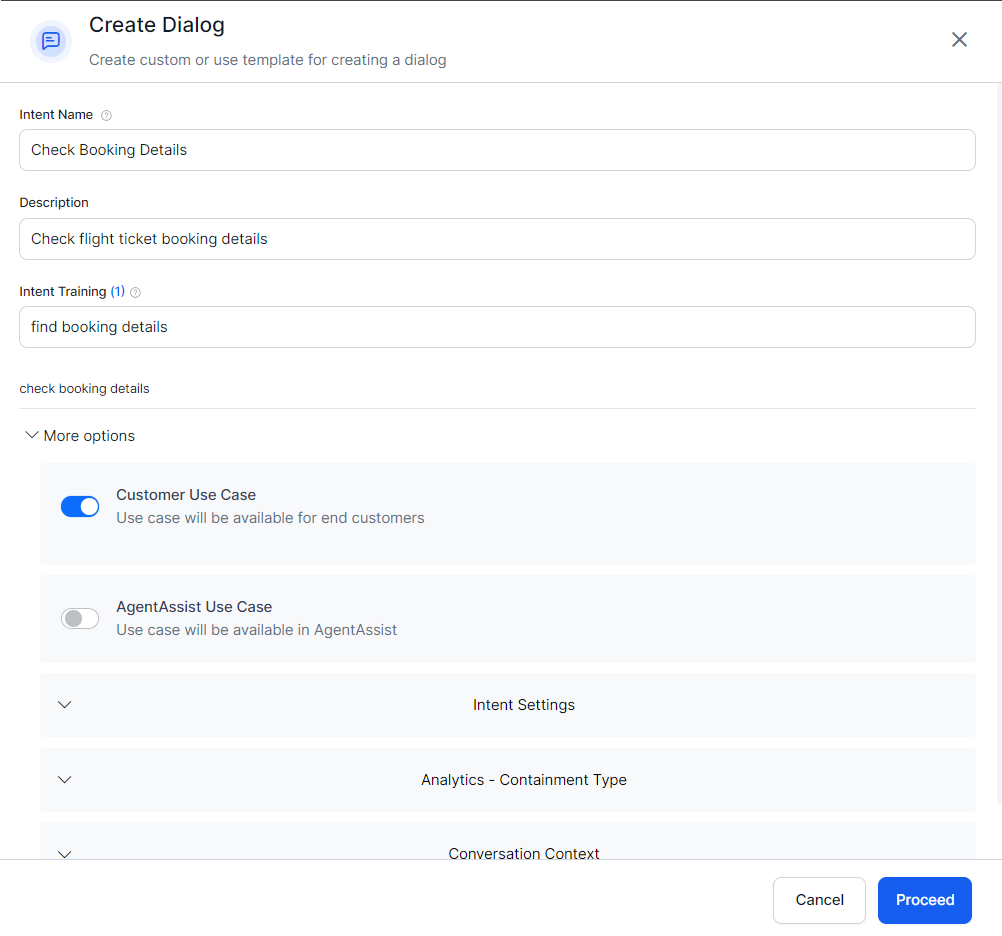 Create Dialog
Create custom or use template for creating a dialog
Intent Name
Check Booking Details
Description
Check flight ticket booking details
Intent Training (1)
find booking details
check booking details
More options
Customer Use Case
Use case will be available for end customers
AgentAssist Use Case
Use case will be available in AgentAssist
Intent Settings
Analytics - Containment Type
Conversation Context
Cancel
Proceed